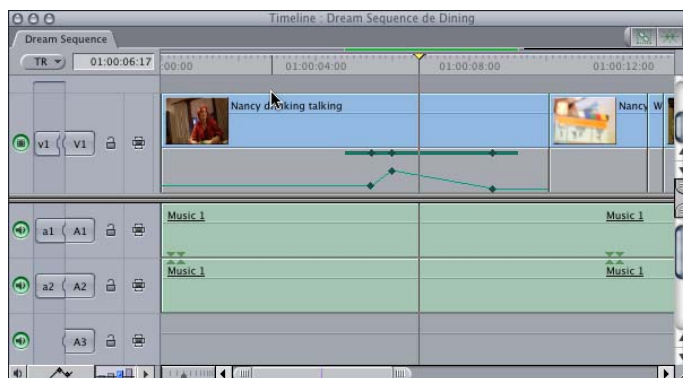 Timeline : Dream Sequence de Dining
Dream Sequence
TR 01:00:06:17 :00:00 01:00:04:00 01:00:08:00 01:00:12:00
Nancy talking Nancy W
v1 V1
Music 1 Music 1
a1 A1
Music 1 Music 1
a2 A2
A3